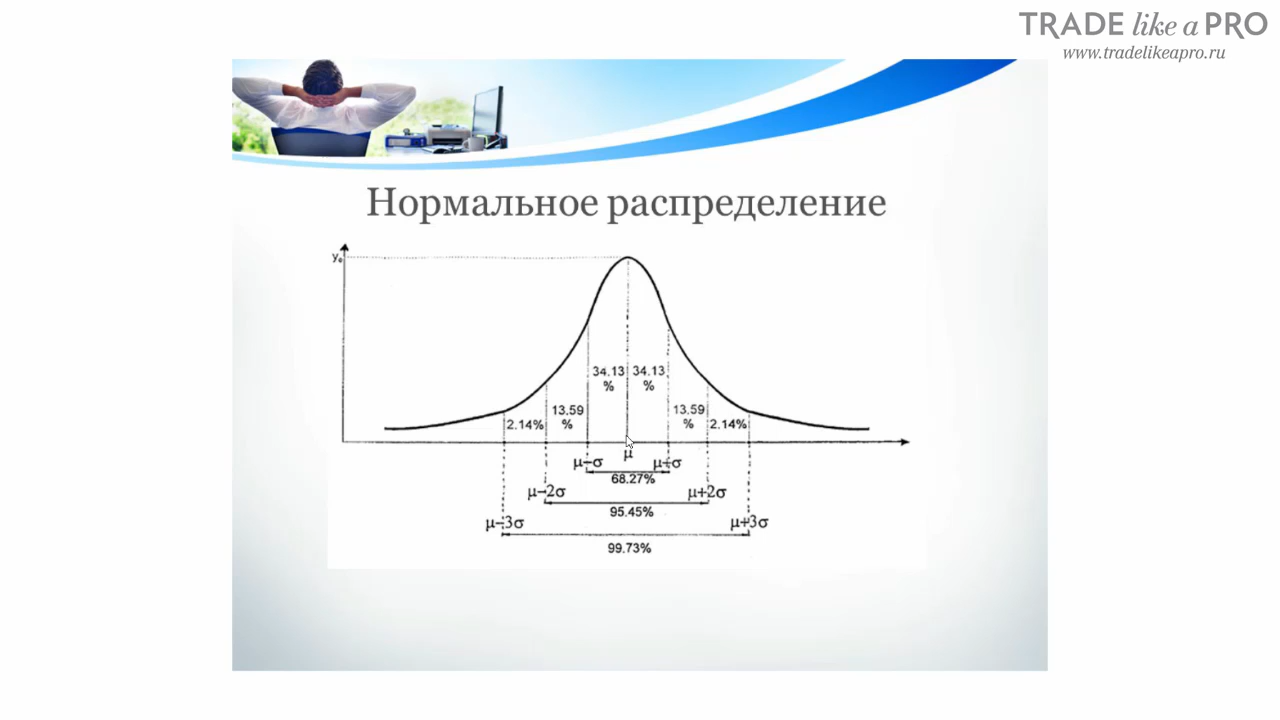 TRADE like a PRO
www.tradelikeapro.ru
Нормальное распределение
y₀
34.13 34.13
% %
13.59 13.59
% %
2.14% 2.14%
μ
μ−σ μ+σ
68.27%
μ−2σ μ+2σ
95.45%
μ−3σ μ+3σ
99.73%